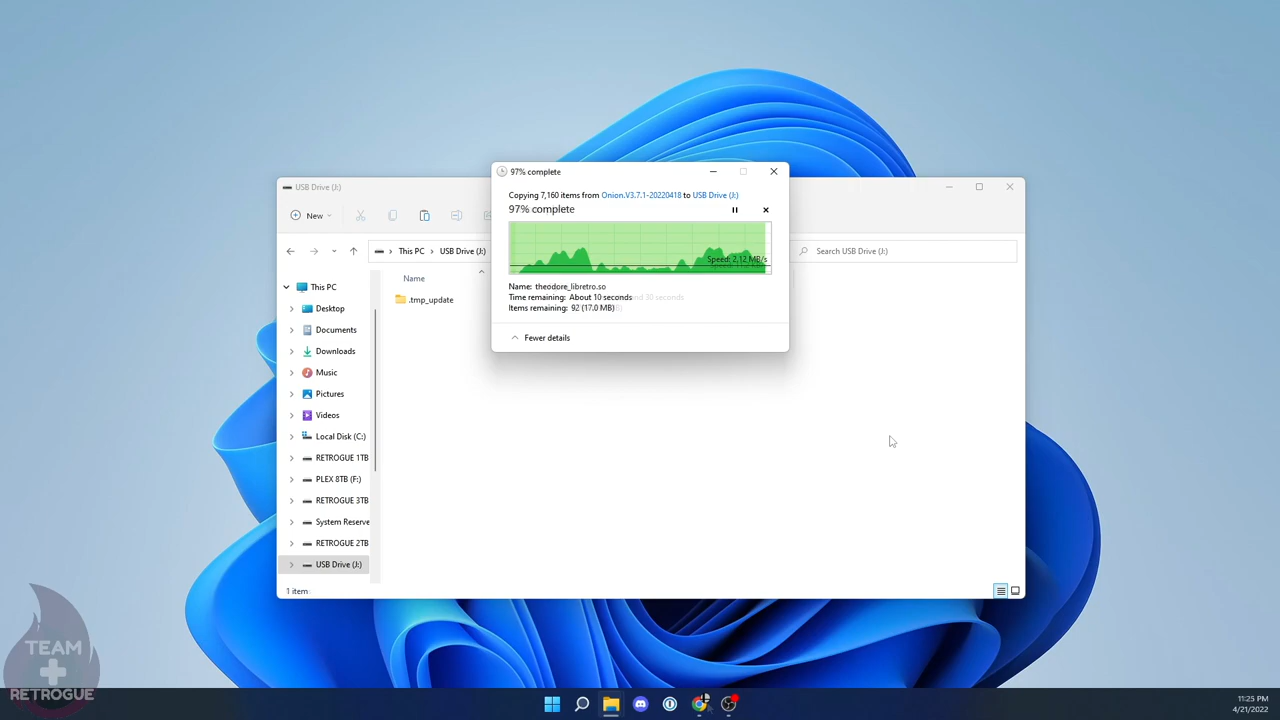 97% complete
Copying 7,160 items from Onion.V3.7.1-20220418 to USB Drive (J:)
97% complete
Speed: 2.12 MB/s
Name: theodore_libretro.so
Time remaining: About 10 seconds
Items remaining: 92 (17.0 MB)
Fewer details
USB Drive (J:)
New
This PC > USB Drive (J:)
Search USB Drive (J:)
Name
.tmp_update
This PC
Desktop
Documents
Downloads
Music
Pictures
Videos
Local Disk (C:)
RETROGUE 1TB
PLEX 8TB (F:)
RETROGUE 3TB
System Reserve
RETROGUE 2TB
USB Drive (J:)
1 item
TEAM
RETROGUE
11:25 PM
4/21/2022